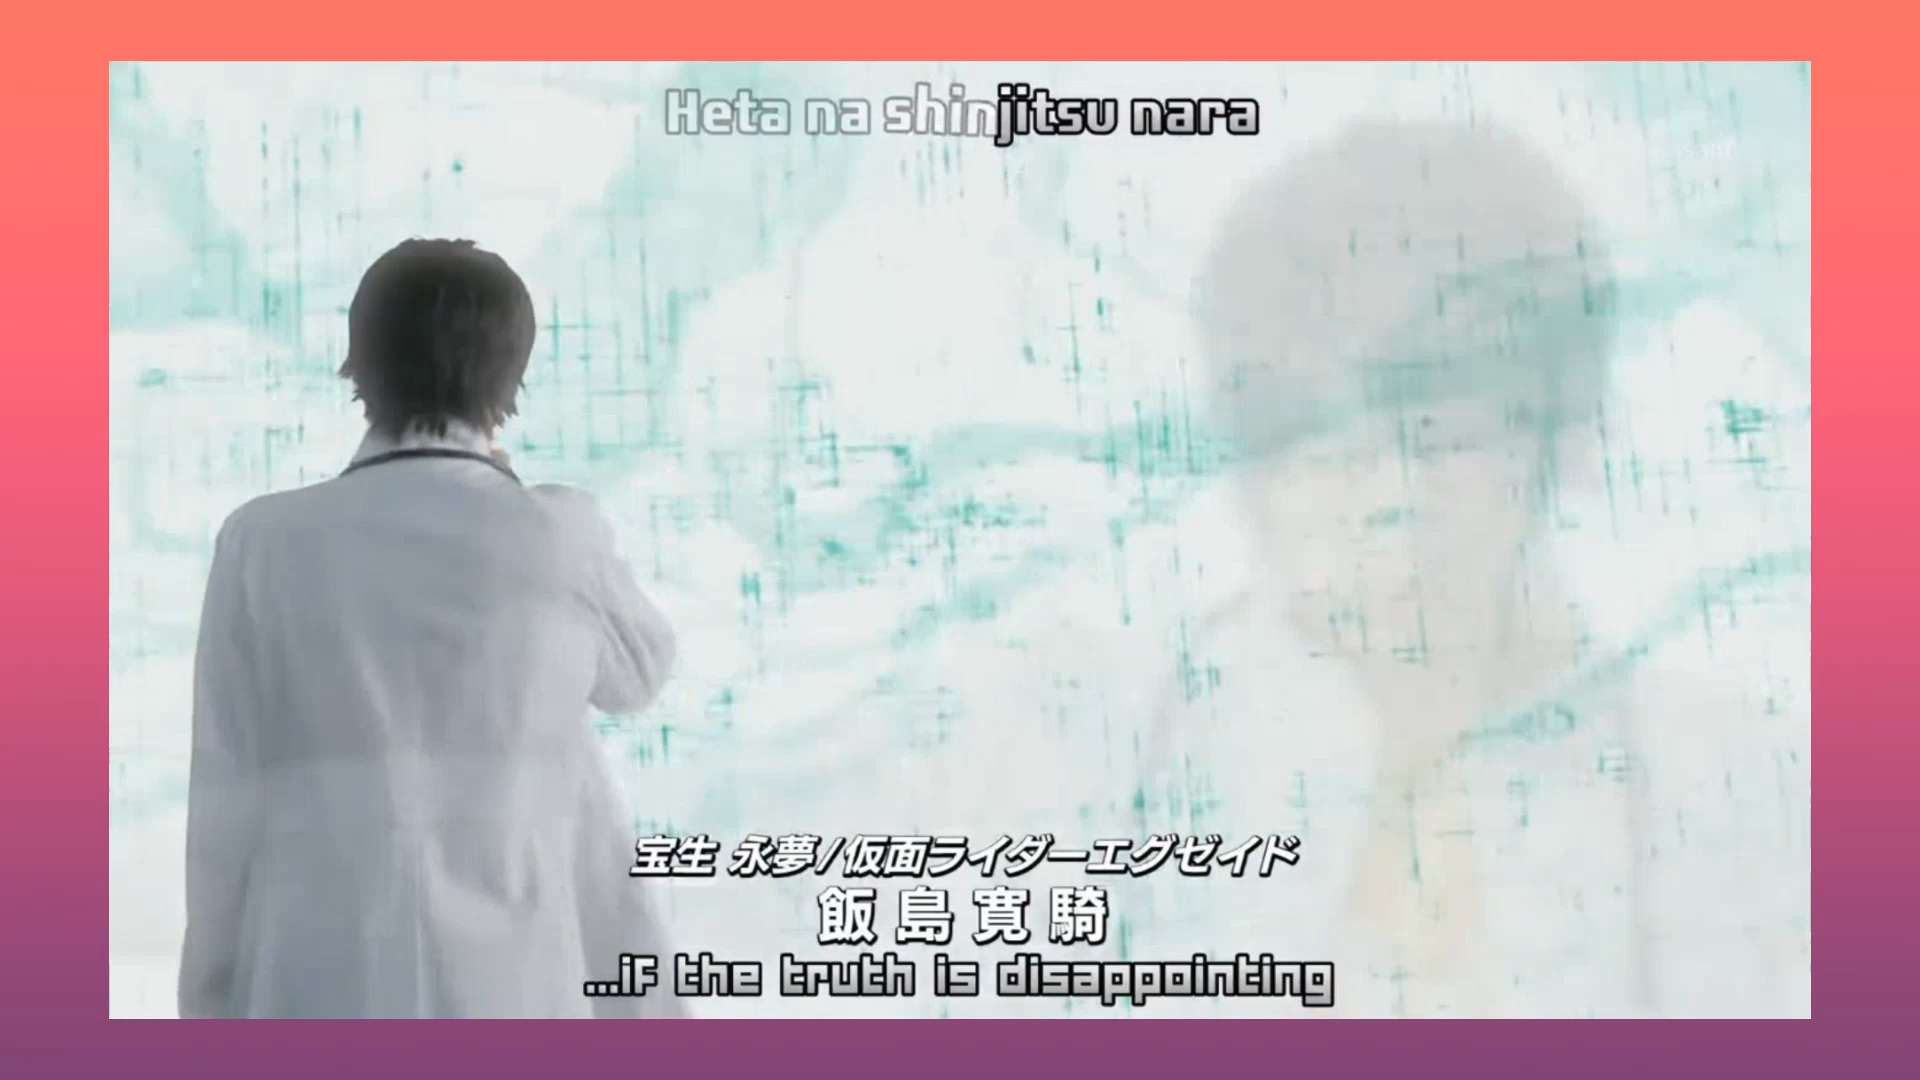 Heta na shinjitsu nara
宝生 永夢/仮面ライダーエグゼイド
飯島寛騎
...if the truth is disappointing